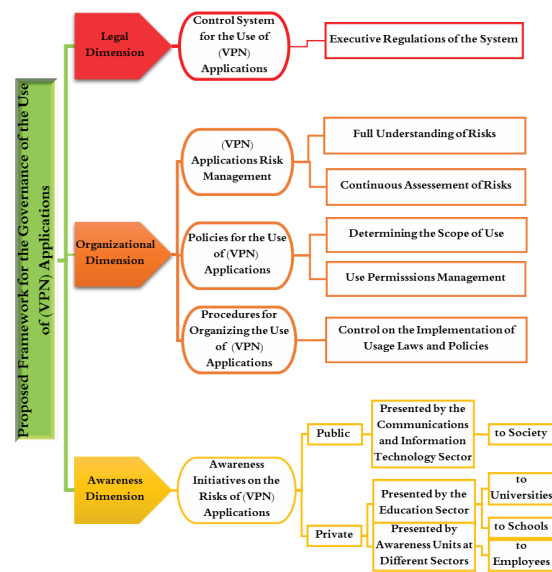 Proposed Framework for the Governance of the Use
of (VPN) Applications
Legal
Dimension
Control System
for the Use of
(VPN)
Applications
Executive Regulations of the System
Organizational
Dimension
(VPN)
Applications Risk
Management
Full Understanding of Risks
Continuous Assessement of Risks
Policies for the Use
of (VPN)
Applications
Determining the Scope of
Use
Use Permisssions Management
Procedures for
Organizing the Use
of (VPN)
Applications
Control on the Implementation of
Usage Laws and Policies
Awareness
Dimension
Awareness
Initiatives on the
Risks of (VPN)
Applications
Public
Presented by the
Communications
and Information
Technology Sector
to Society
Private
Presented by the
Education Sector
to
Universities
to Schools
Presented by
Awareness Units at
Different Sectors
to
Employees